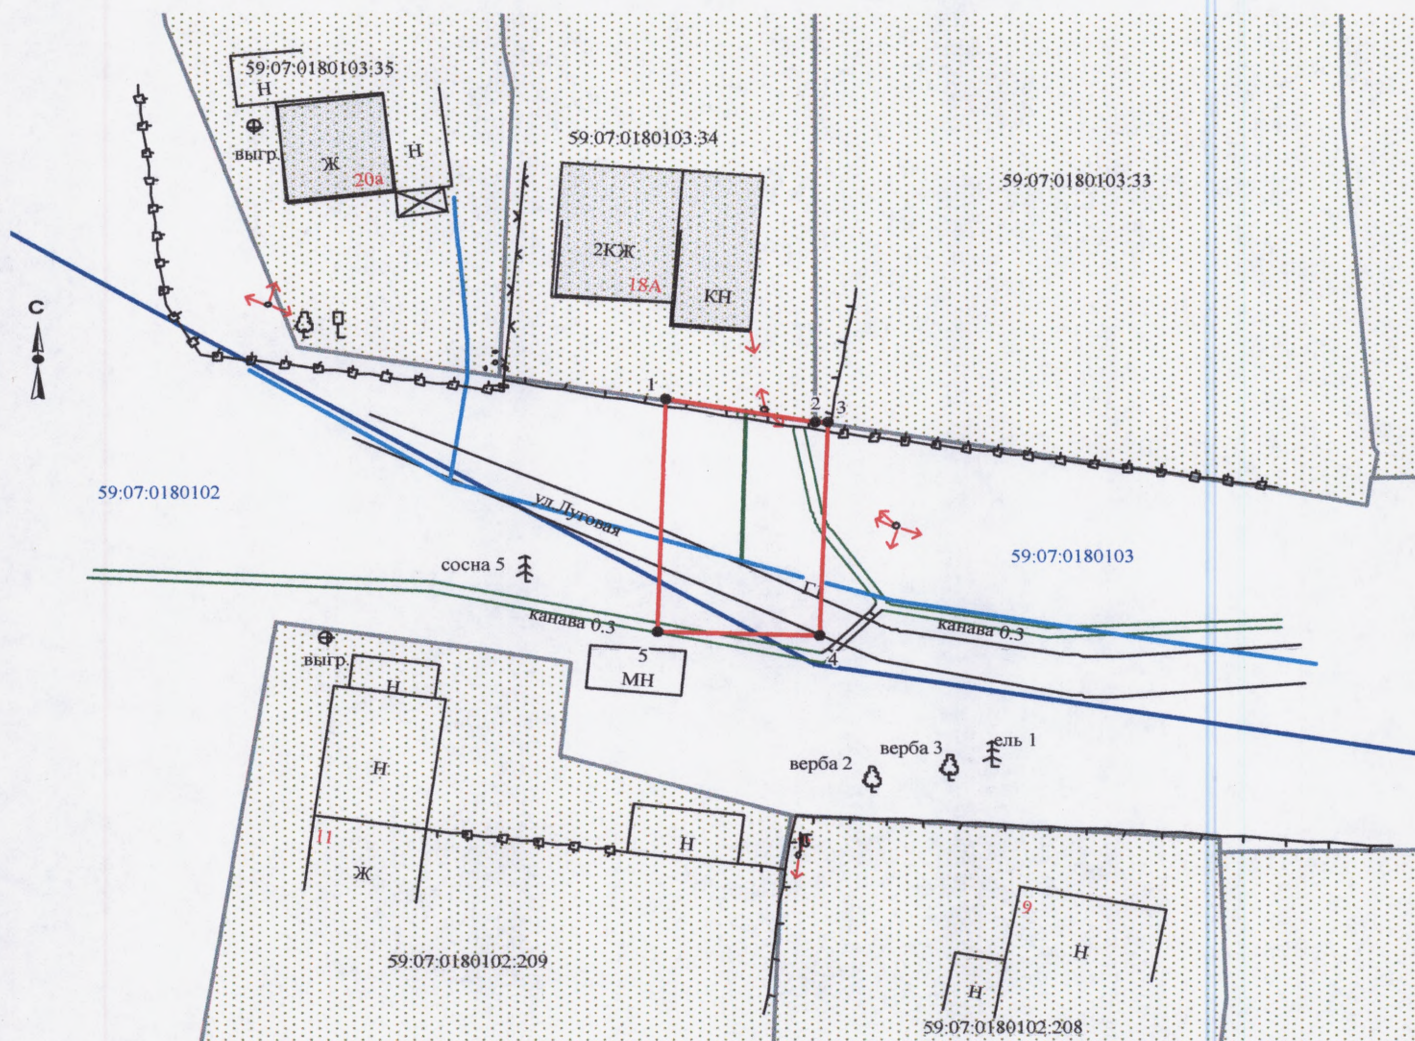 59:07:0180103:35
Н
выгр.
Ж
20а
Н
59:07:0180103:34
2КЖ
18А
КН
59:07:0180103:33
С
1
2
3
59:07:0180102
ул. Луговая
59:07:0180103
сосна 5
канава 0.3
канава 0.3
5
4
МН
выгр.
Н
Н
11
Ж
Н
верба 2
верба 3
ель 1
9
Н
Н
59:07:0180102:209
59:07:0180102:208